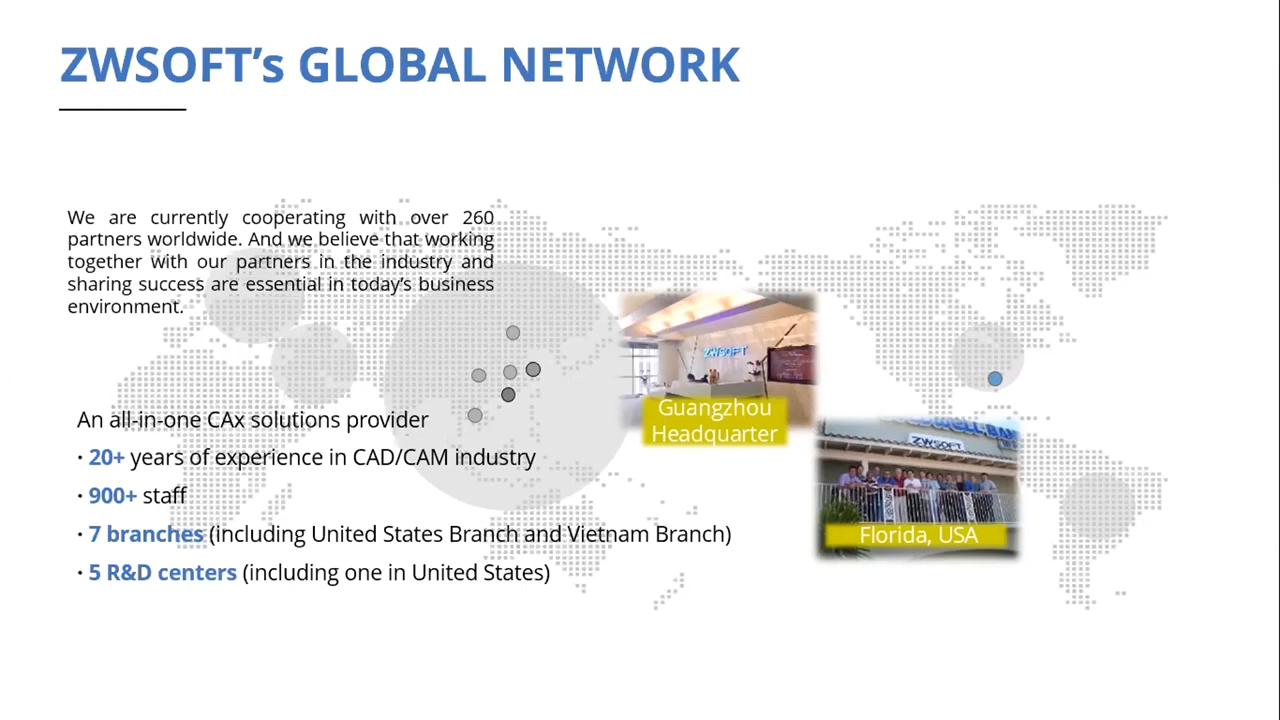 ZWSOFT's GLOBAL NETWORK
We are currently cooperating with over 260
partners worldwide. And we believe that working
together with our partners in the industry and
sharing success are essential in today's business
environment.
An all-in-one CAx solutions provider
· 20+ years of experience in CAD/CAM industry
· 900+ staff
· 7 branches (including United States Branch and Vietnam Branch)
· 5 R&D centers (including one in United States)
ZWSOFT
Guangzhou
Headquarter
ZWSOFT
Florida, USA